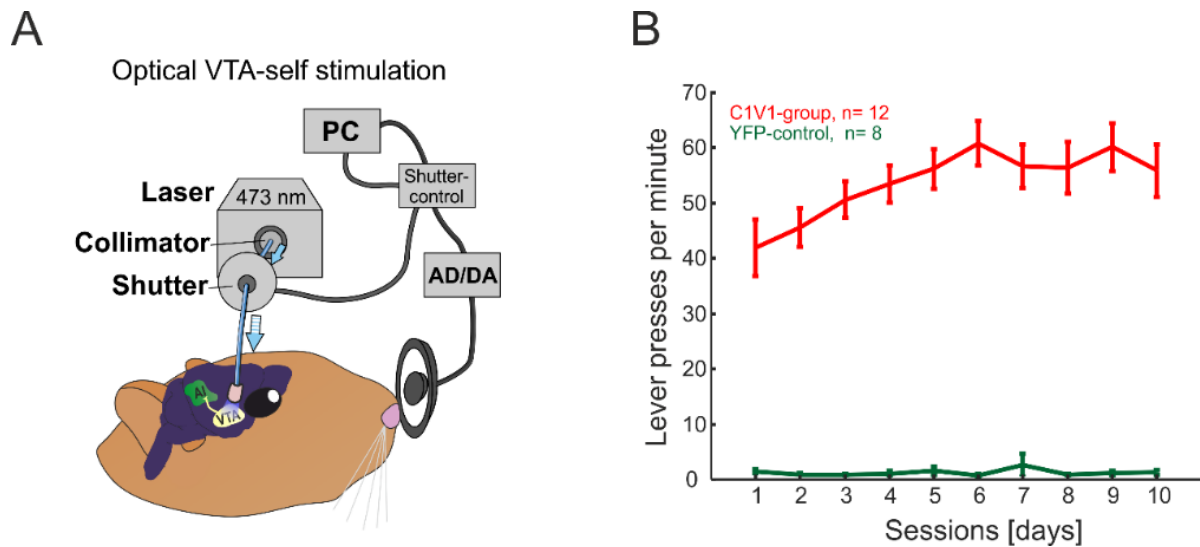 A
Optical VTA-self stimulation
PC
Shutter-
control
Laser
473 nm
Collimator
Shutter
AD/DA
AI
VTA
B
C1V1-group, n= 12
YFP-control, n= 8
Lever presses per minute
70
60
50
40
30
20
10
0
1 2 3 4 5 6 7 8 9 10
Sessions [days]